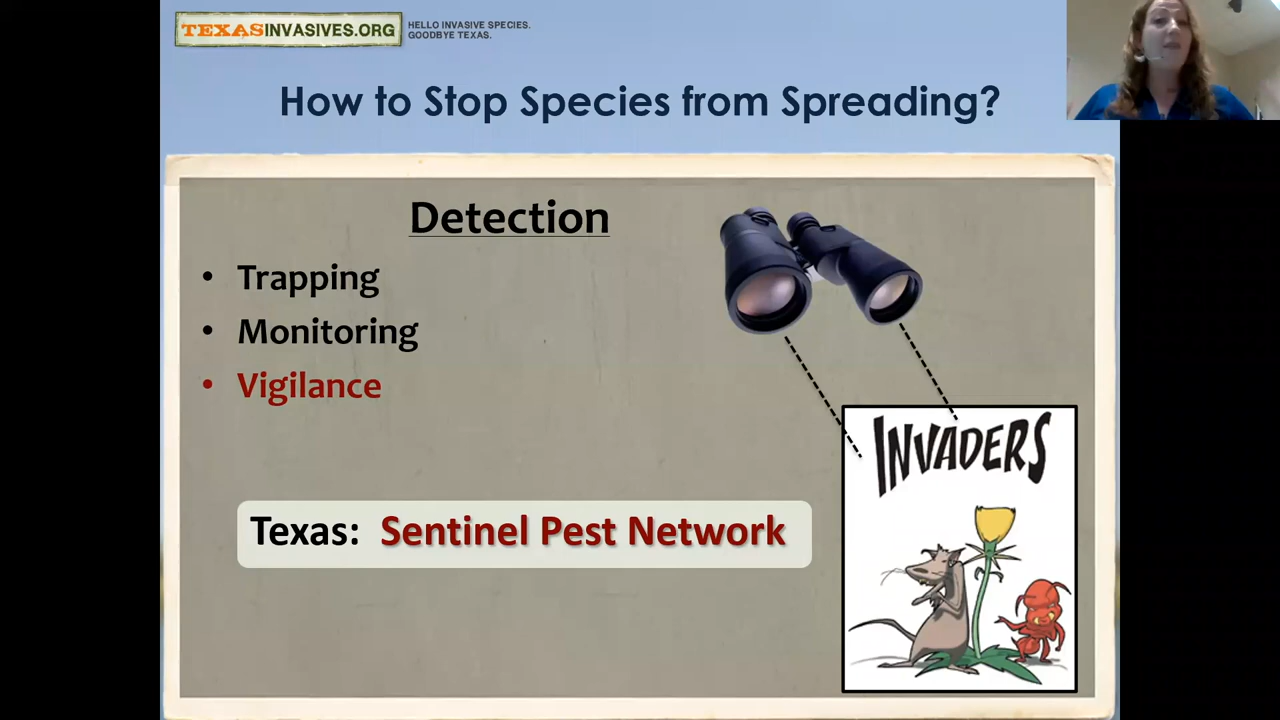 TEXASINVASIVES.ORG
HELLO INVASIVE SPECIES.
GOODBYE TEXAS.
How to Stop Species from Spreading?
Detection
• Trapping
• Monitoring
• Vigilance
INVADERS
Texas: Sentinel Pest Network